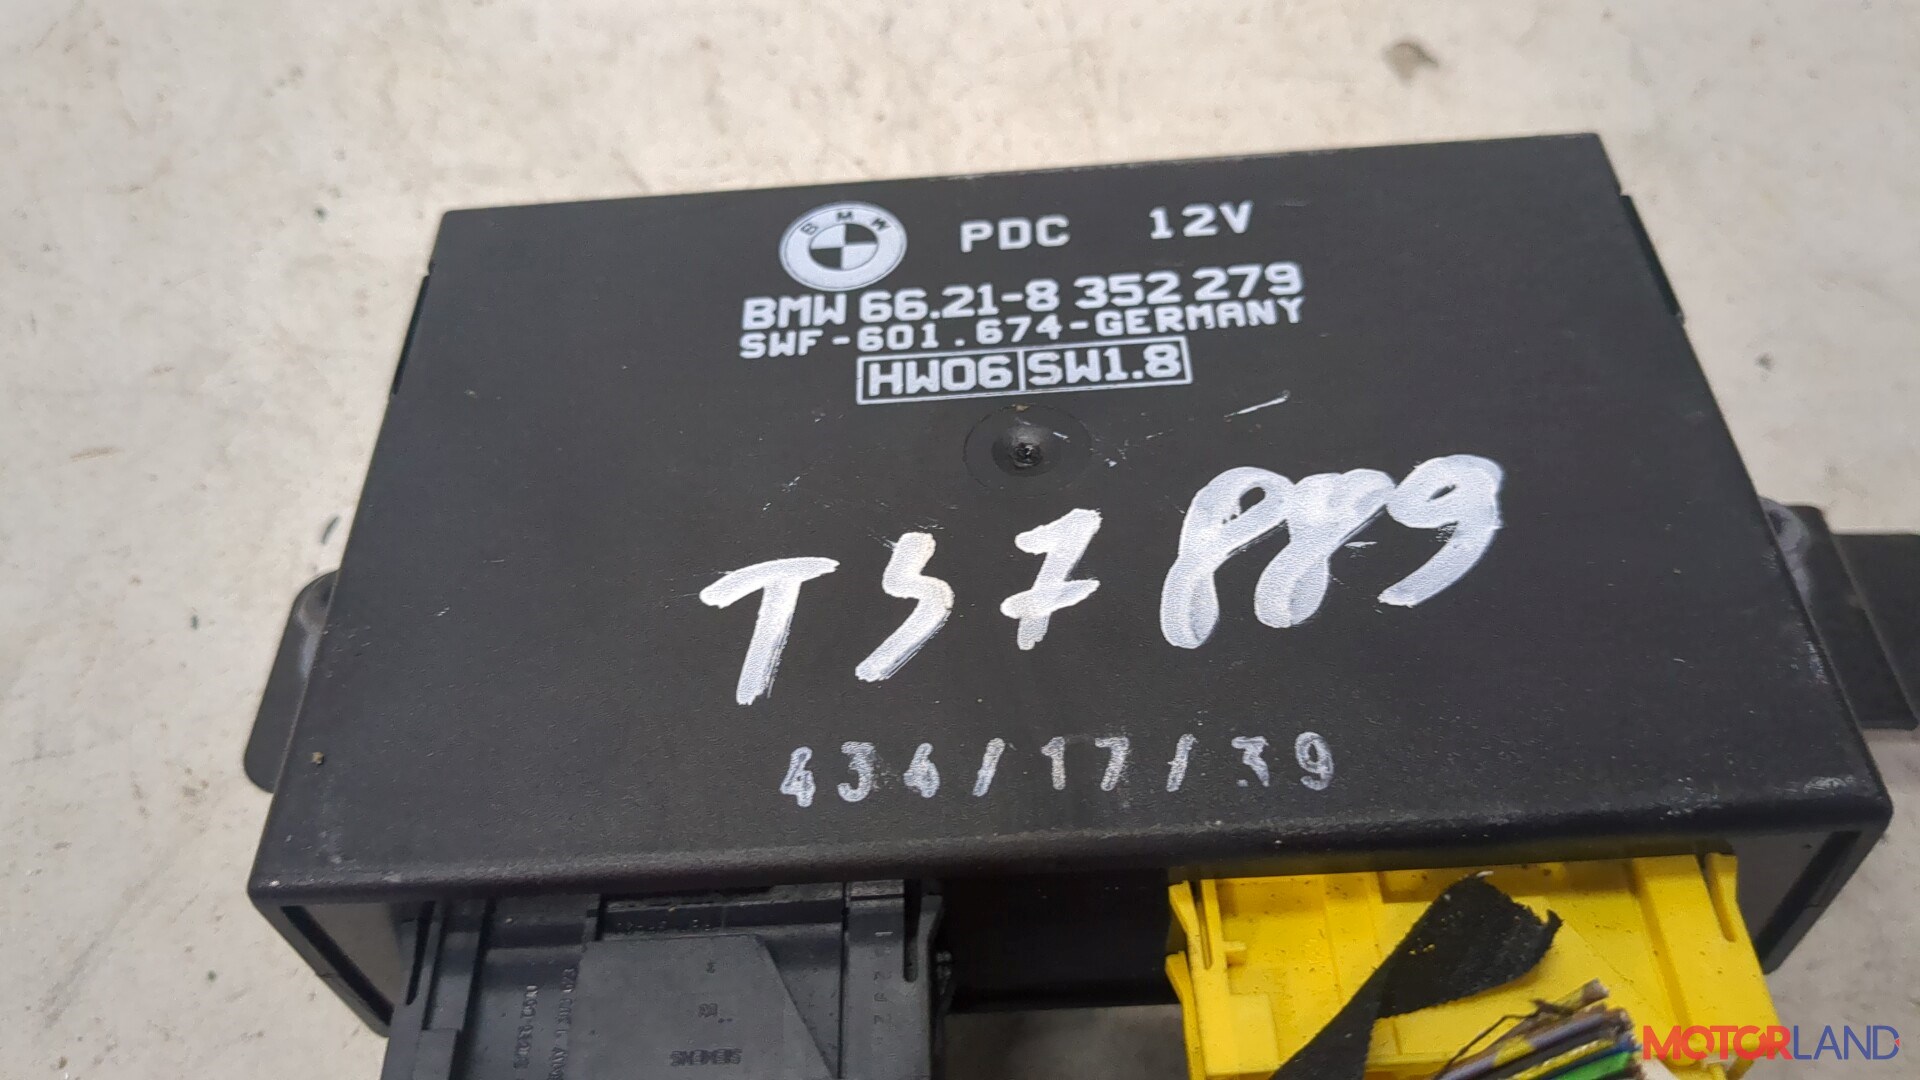 BMW
PDC 12V
BMW 66.21-8 352 279
SWF-601.674-GERMANY
HW06 SW1.8
TS7889
434/17/39
MOTORLAND